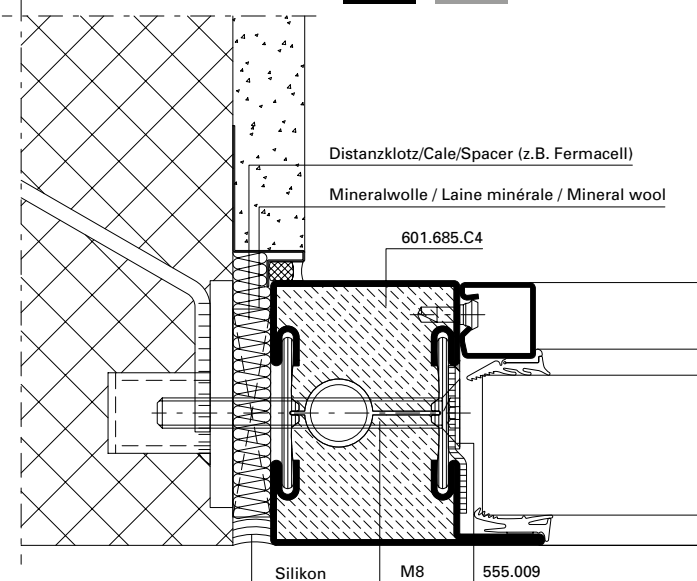 Distanzklotz/Cale/Spacer (z.B. Fermacell)
Mineralwolle / Laine minérale / Mineral wool
601.685.C4
Silikon
M8
555.009